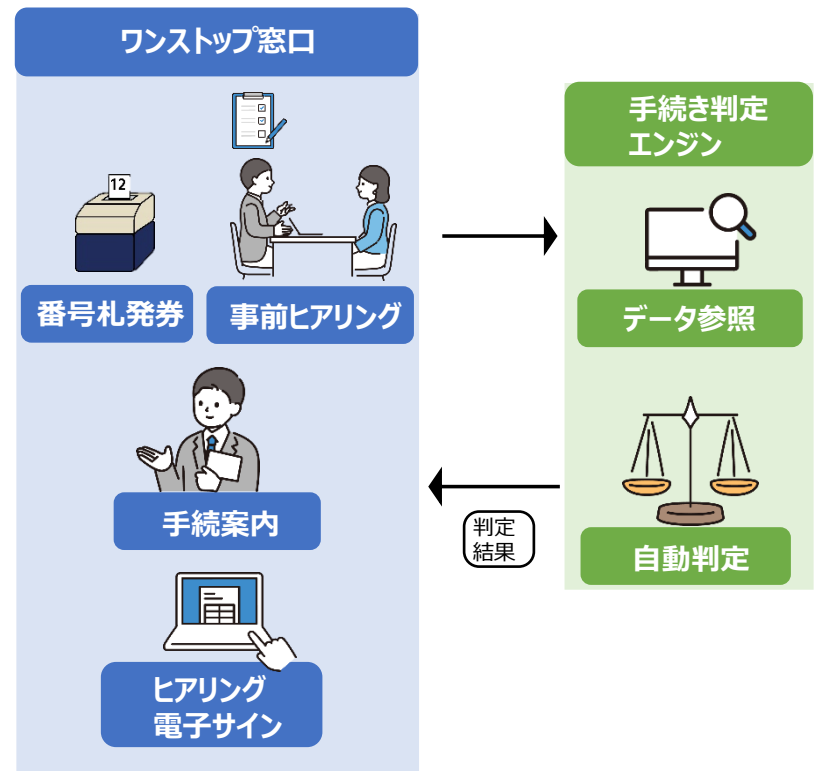 ワンストップ窓口
12
番号札発券
事前ヒアリング
手続き判定
エンジン
データ参照
自動判定
判定
結果
手続案内
ヒアリング
電子サイン